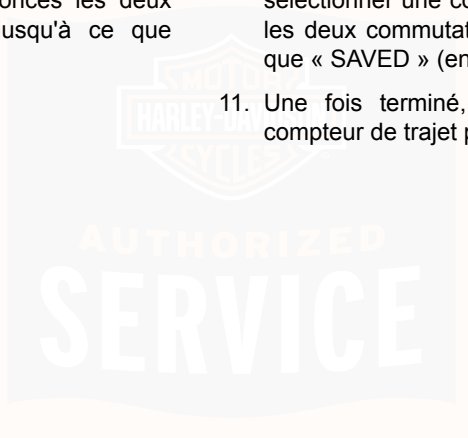 onces les deux
usqu'à ce que
sélectionner une co
les deux commutat
que « SAVED » (en
11. Une fois terminé,
compteur de trajet p
MOTOR
HARLEY-DAVIDSON
CYCLES
AUTHORIZED
SERVICE